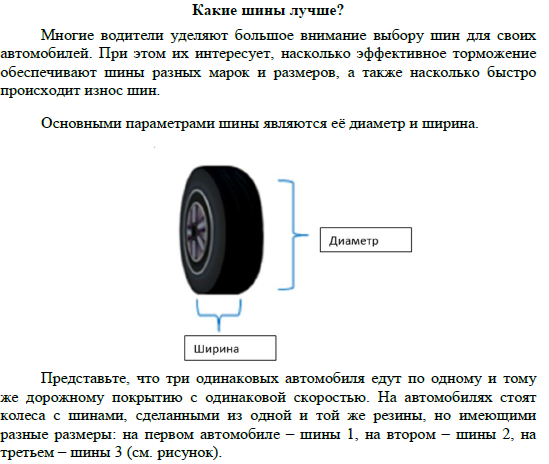 Какие шины лучше?
Многие водители уделяют большое внимание выбору шин для своих
автомобилей. При этом их интересует, насколько эффективное торможение
обеспечивают шины разных марок и размеров, а также насколько быстро
происходит износ шин.
Основными параметрами шины являются её диаметр и ширина.
Диаметр
Ширина
Представьте, что три одинаковых автомобиля едут по одному и тому
же дорожному покрытию с одинаковой скоростью. На автомобилях стоят
колеса с шинами, сделанными из одной и той же резины, но имеющими
разные размеры: на первом автомобиле – шины 1, на втором – шины 2, на
третьем – шины 3 (см. рисунок).